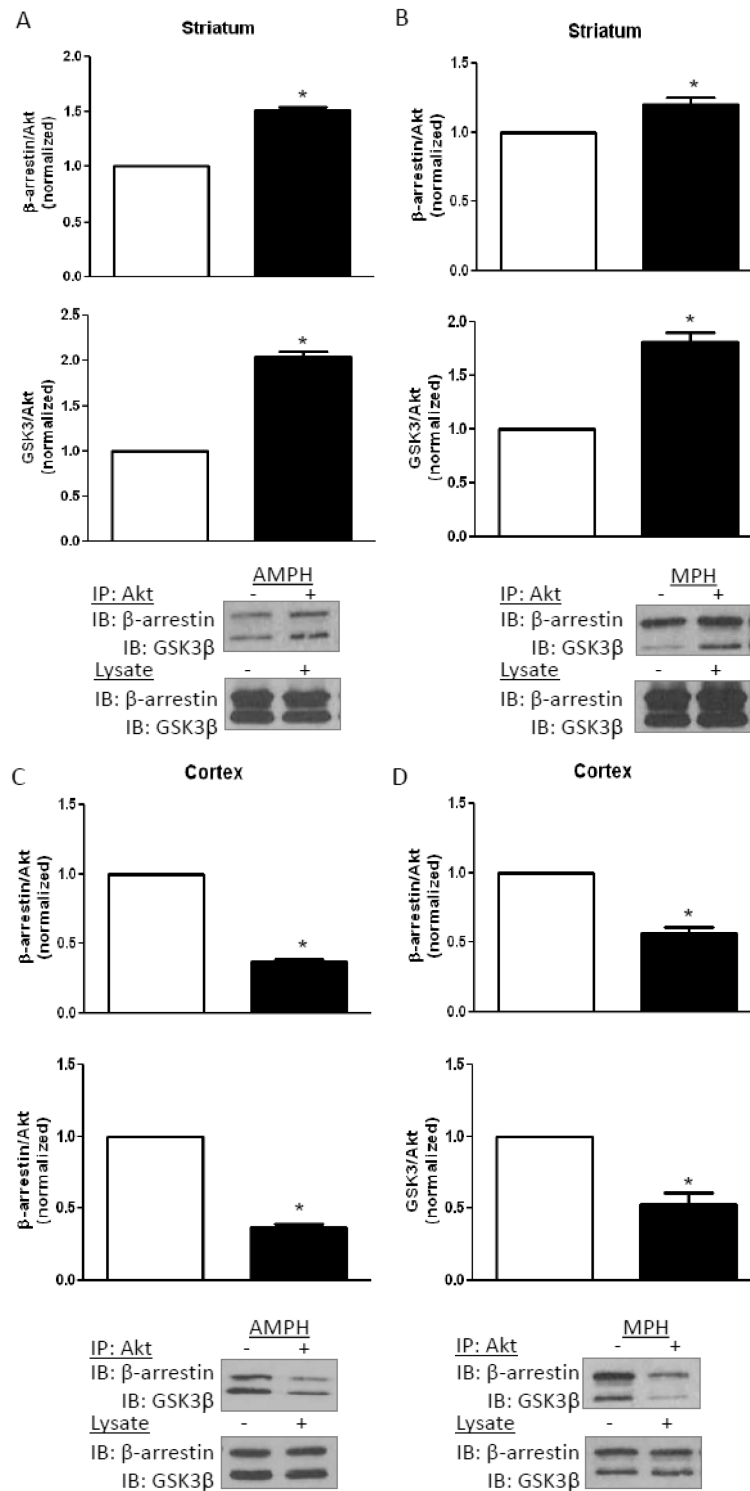 A
Striatum
β-arrestin/Akt
(normalized)
2.0
1.5
1.0
0.5
0.0
*
GSK3/Akt
(normalized)
2.5
2.0
1.5
1.0
0.5
0.0
*
AMPH
IP: Akt - +
IB: β-arrestin
IB: GSK3β
Lysate - +
IB: β-arrestin
IB: GSK3β
B
Striatum
β-arrestin/Akt
(normalized)
1.5
1.0
0.5
0.0
*
GSK3/Akt
(normalized)
2.0
1.5
1.0
0.5
0.0
*
MPH
IP: Akt - +
IB: β-arrestin
IB: GSK3β
Lysate - +
IB: β-arrestin
IB: GSK3β
C
Cortex
β-arrestin/Akt
(normalized)
1.5
1.0
0.5
0.0
*
β-arrestin/Akt
(normalized)
1.5
1.0
0.5
0.0
*
AMPH
IP: Akt - +
IB: β-arrestin
IB: GSK3β
Lysate - +
IB: β-arrestin
IB: GSK3β
D
Cortex
β-arrestin/Akt
(normalized)
1.5
1.0
0.5
0.0
*
GSK3/Akt
(normalized)
1.5
1.0
0.5
0.0
*
MPH
IP: Akt - +
IB: β-arrestin
IB: GSK3β
Lysate - +
IB: β-arrestin
IB: GSK3β